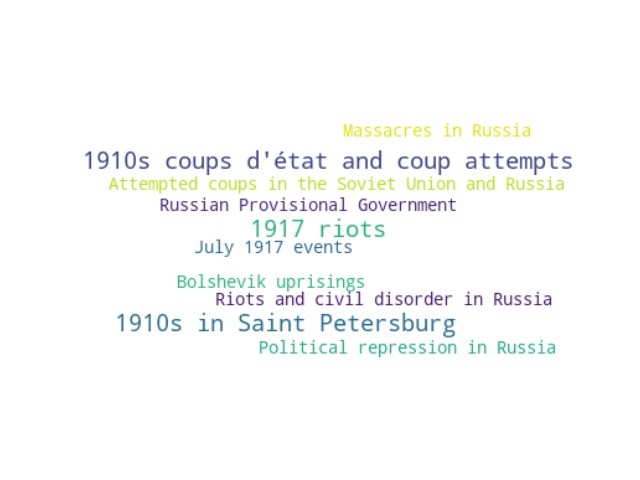 Massacres in Russia
1910s coups d'état and coup attempts
Attempted coups in the Soviet Union and Russia
Russian Provisional Government
1917 riots
July 1917 events
Bolshevik uprisings
Riots and civil disorder in Russia
1910s in Saint Petersburg
Political repression in Russia